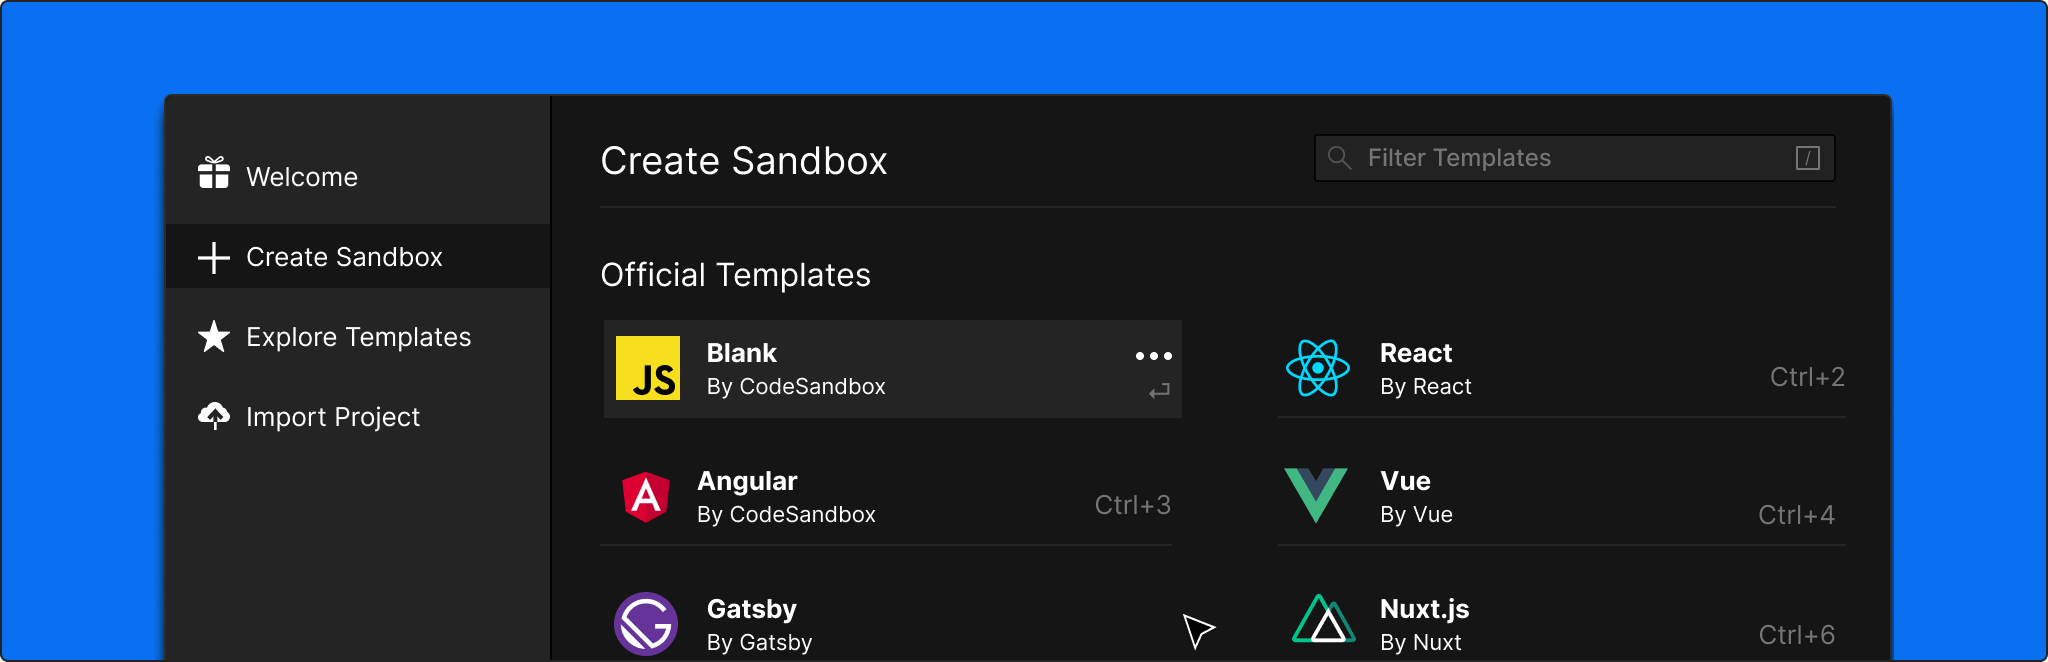 Welcome
Create Sandbox
Explore Templates
Import Project
Create Sandbox
Filter Templates
/
Official Templates
JS
Blank
By CodeSandbox
React
By React
Ctrl+2
A
Angular
By CodeSandbox
Ctrl+3
Vue
By Vue
Ctrl+4
G
Gatsby
By Gatsby
Nuxt.js
By Nuxt
Ctrl+6